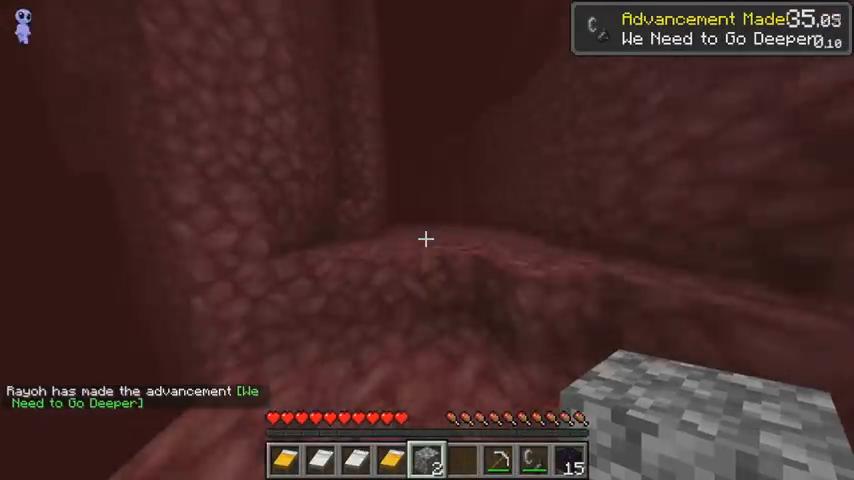 Advancement Made
35.09
We Need to Go Deeper
0.10
Rayoh has made the advancement [We
Need to Go Deeper]
2
15